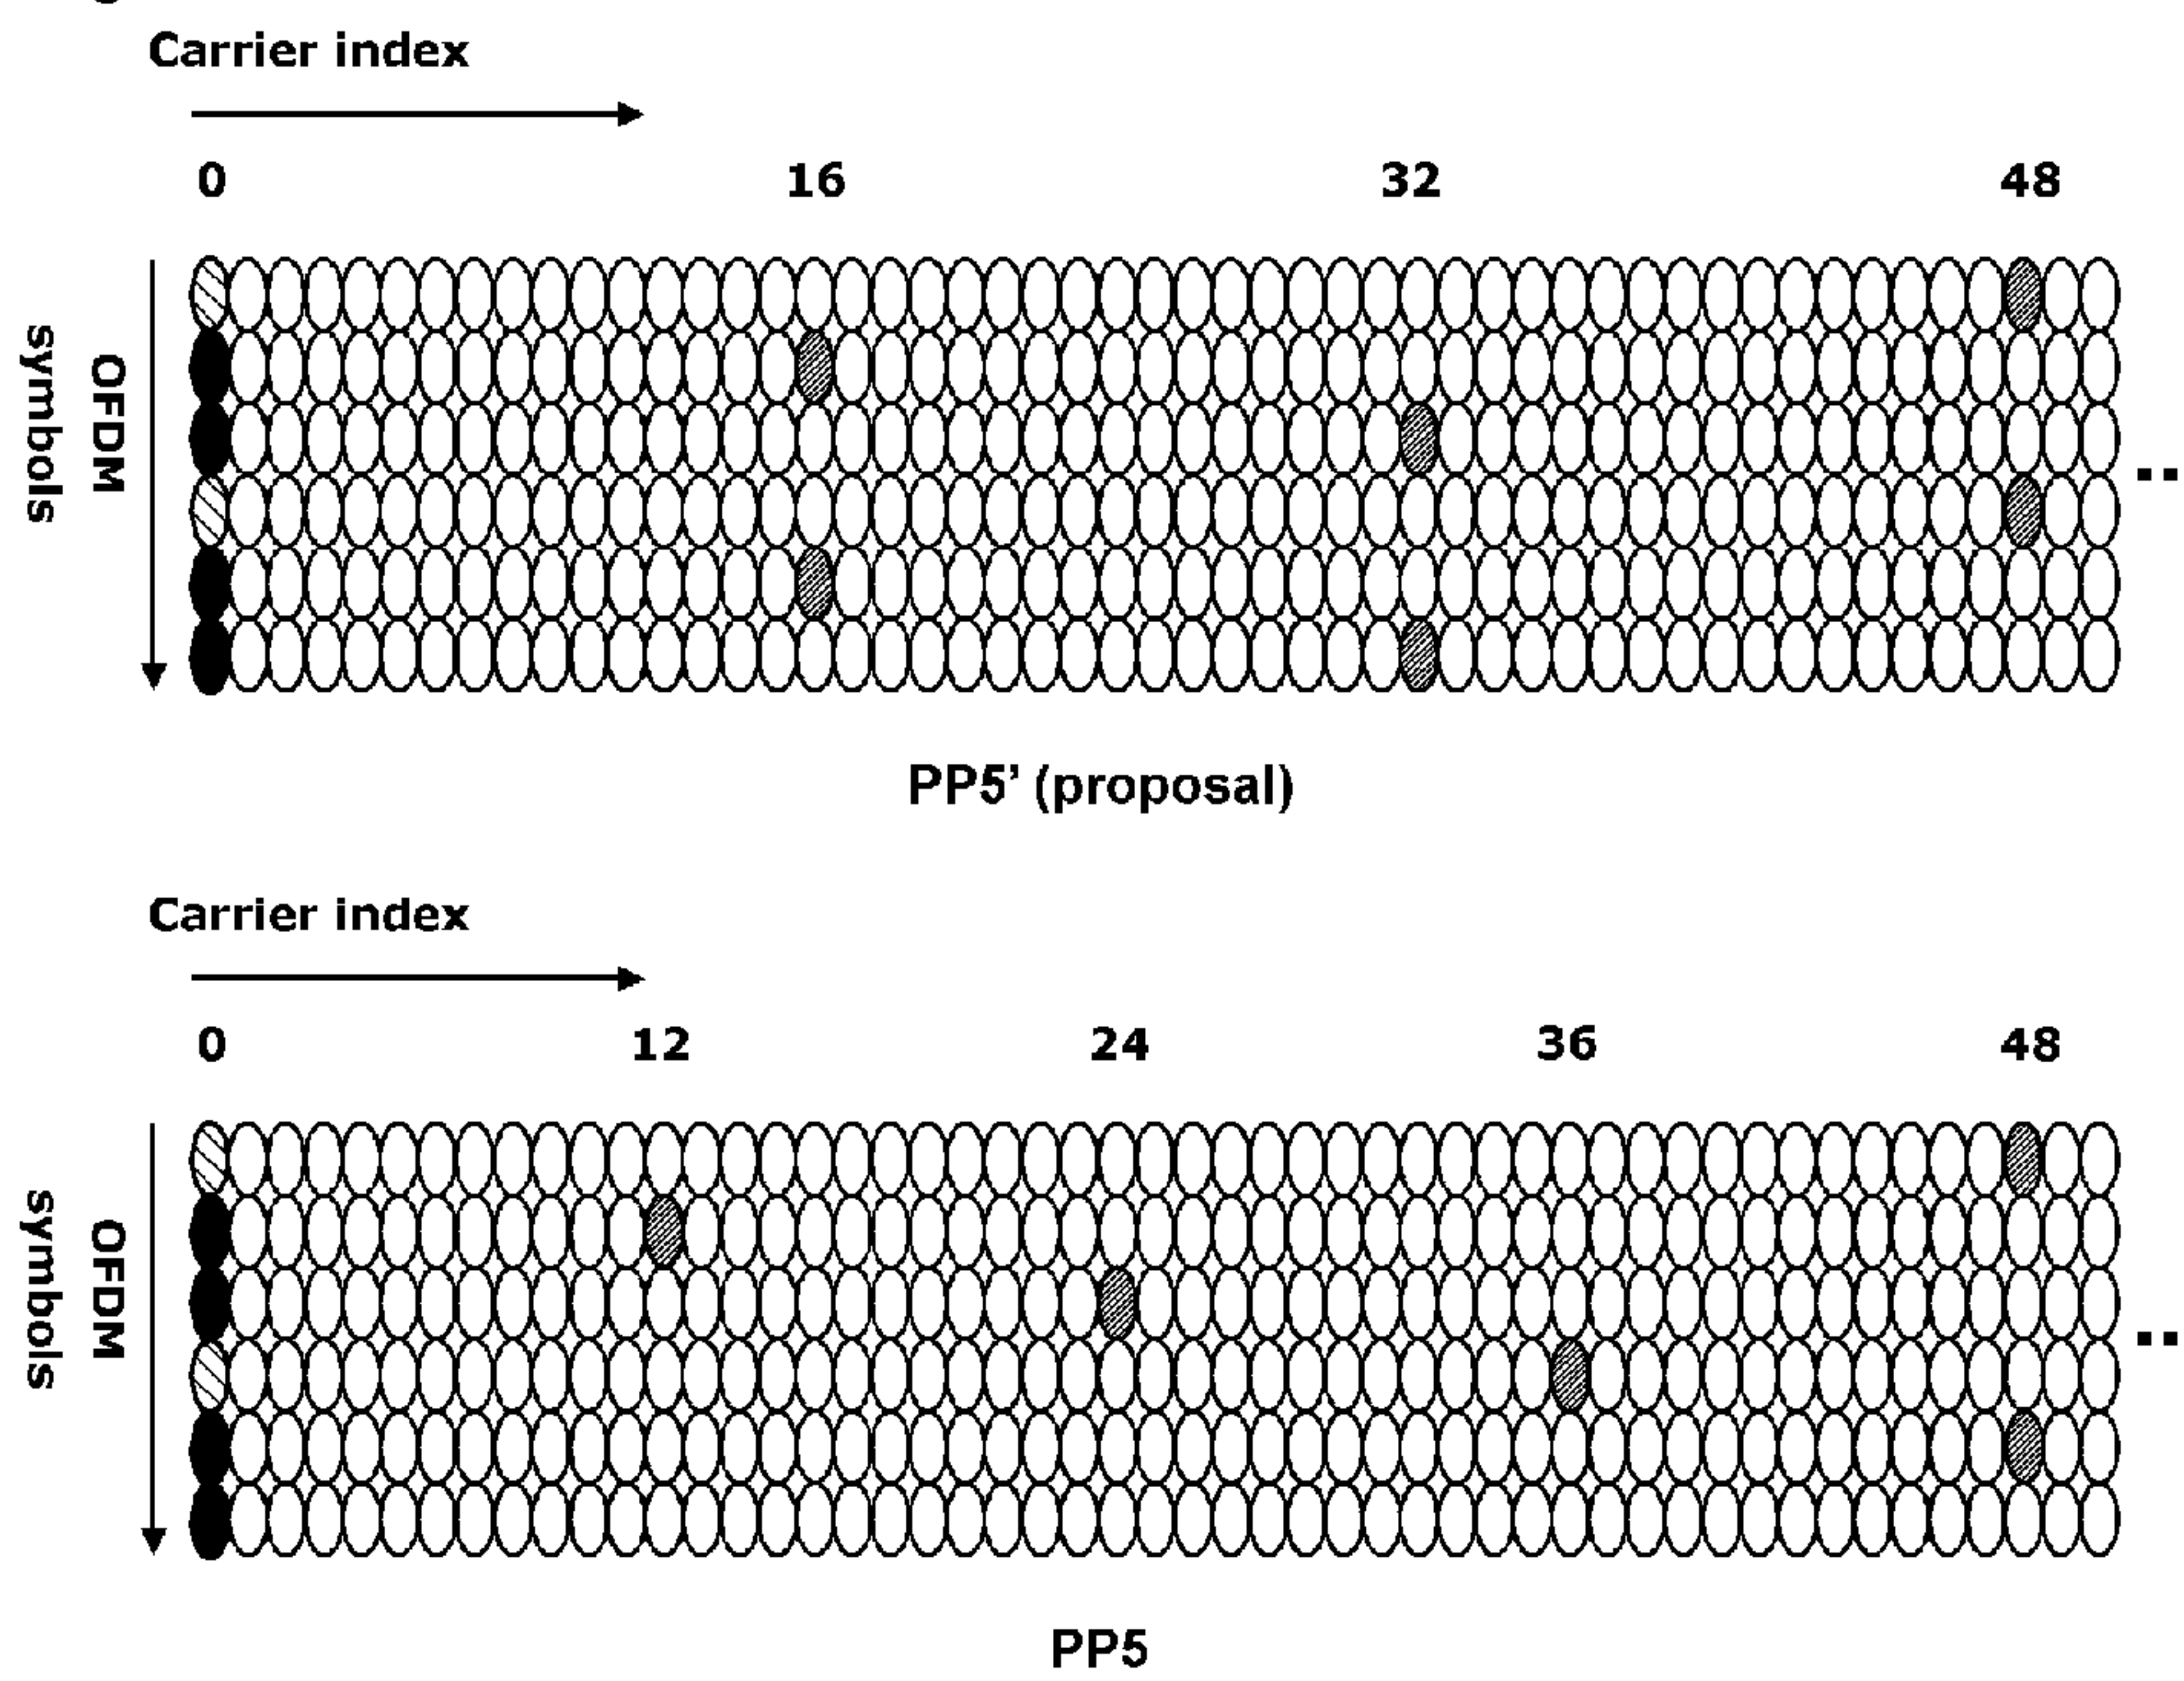 Carrier index
0 16 32 48
OFDM
symbols
PP5' (proposal)
Carrier index
0 12 24 36 48
OFDM
symbols
PP5